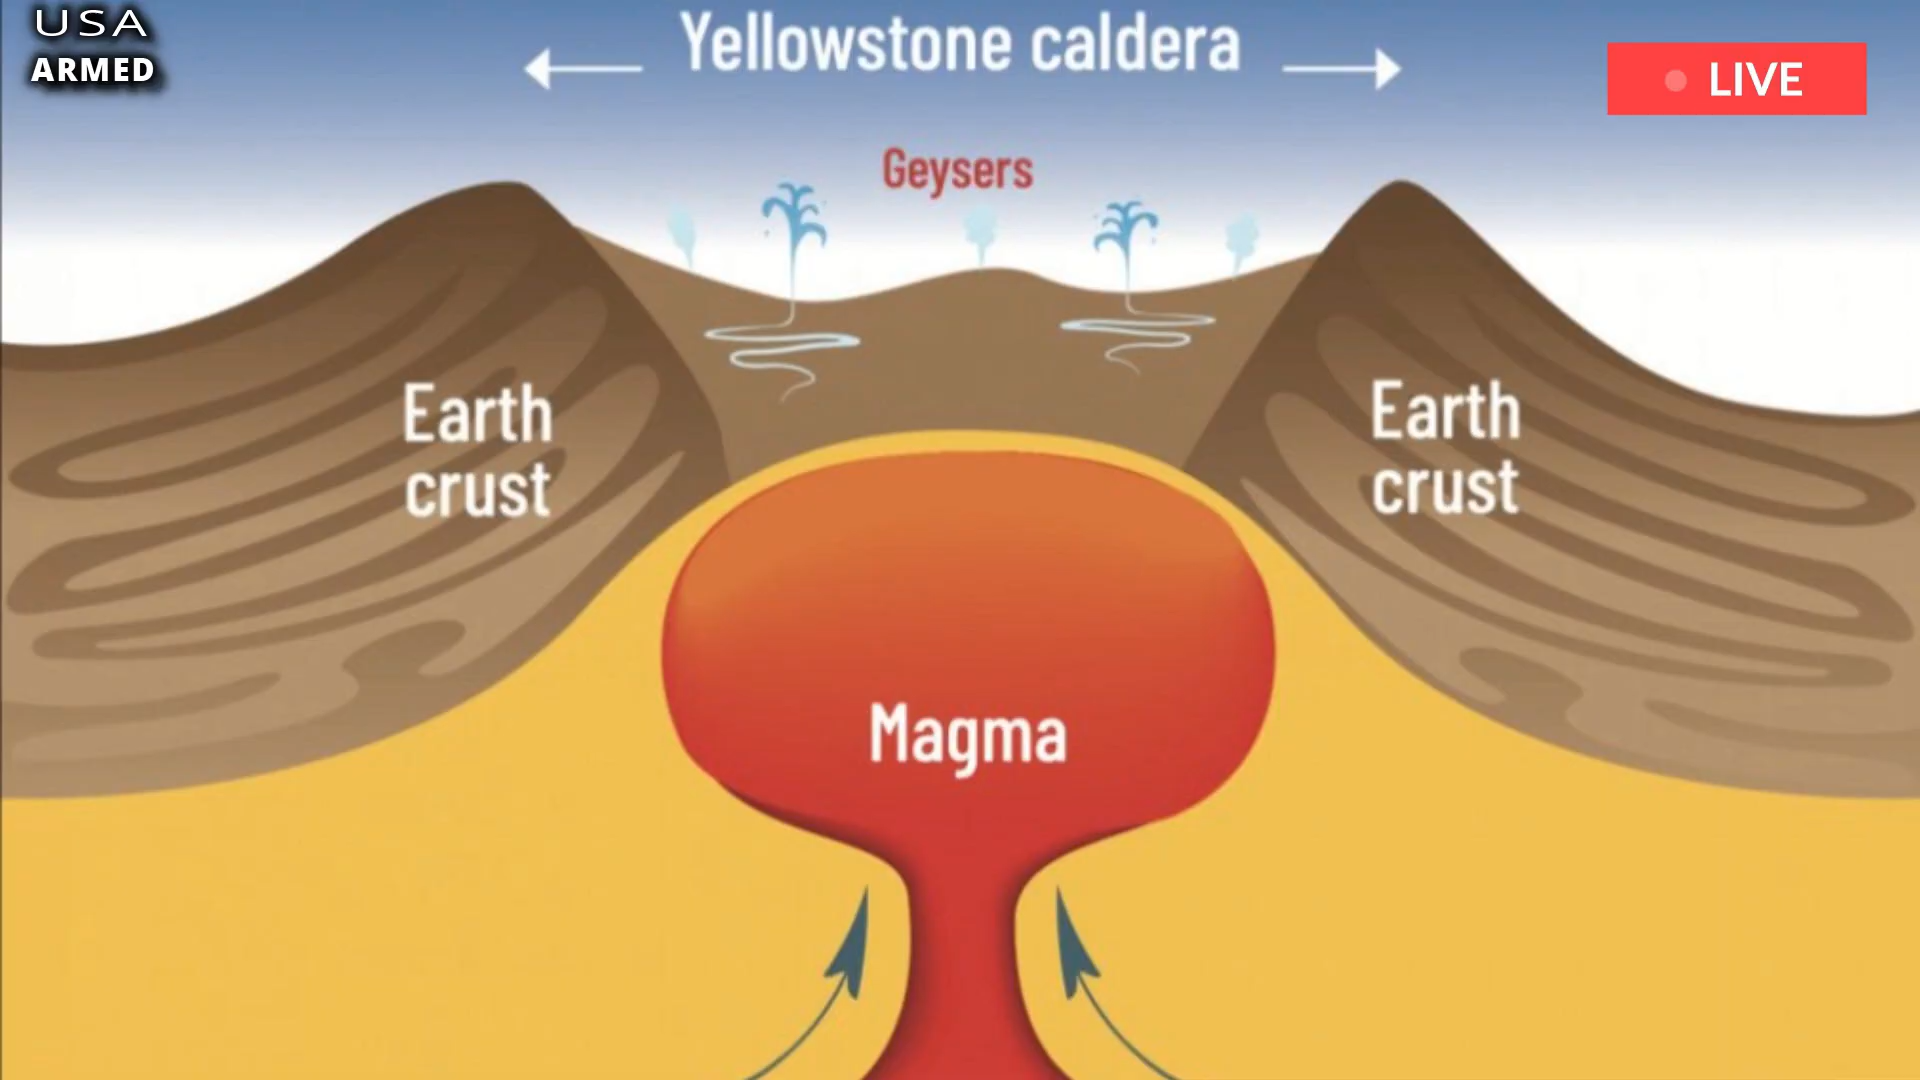 USA
ARMED
Yellowstone caldera
LIVE
Geysers
Earth
crust
Earth
crust
Magma